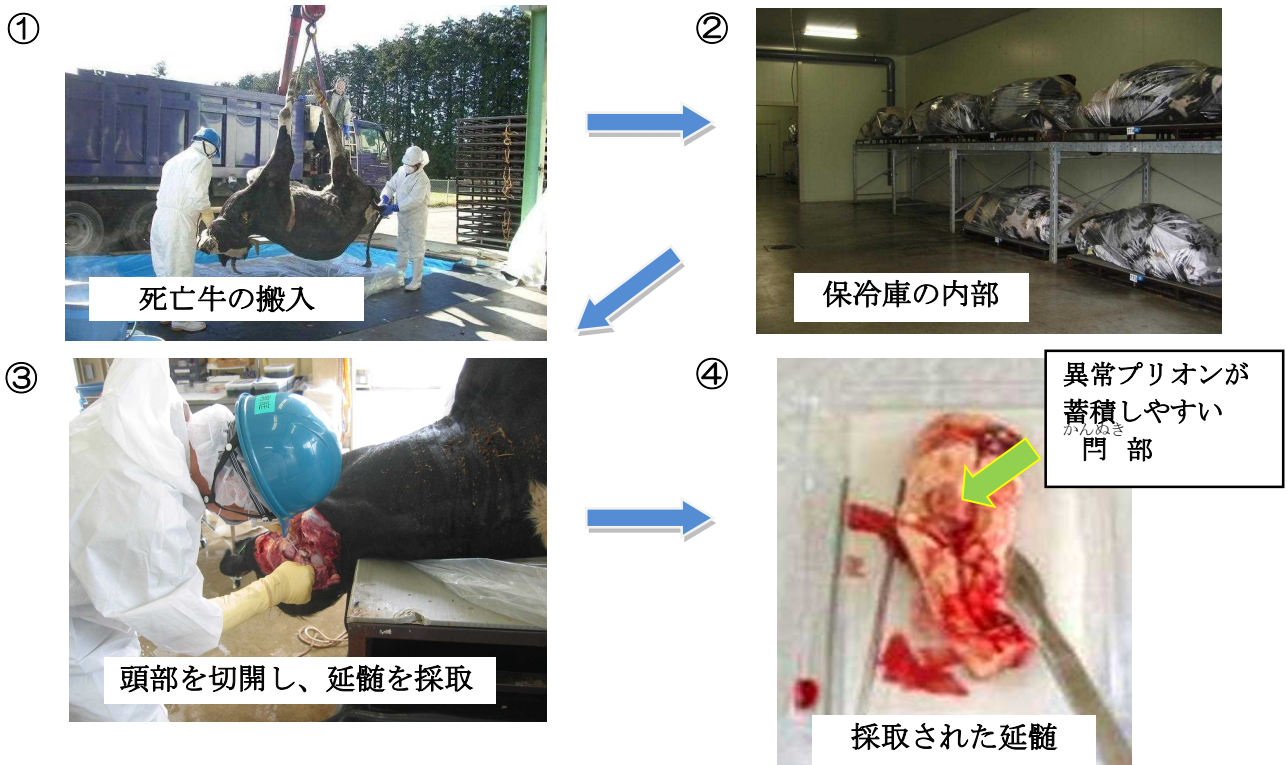 ①
死亡牛の搬入
②
保冷庫の内部
③
頭部を切開し、延髄を採取
④
異常プリオンが
蓄積しやすい
かんぬき
閂 部
採取された延髄